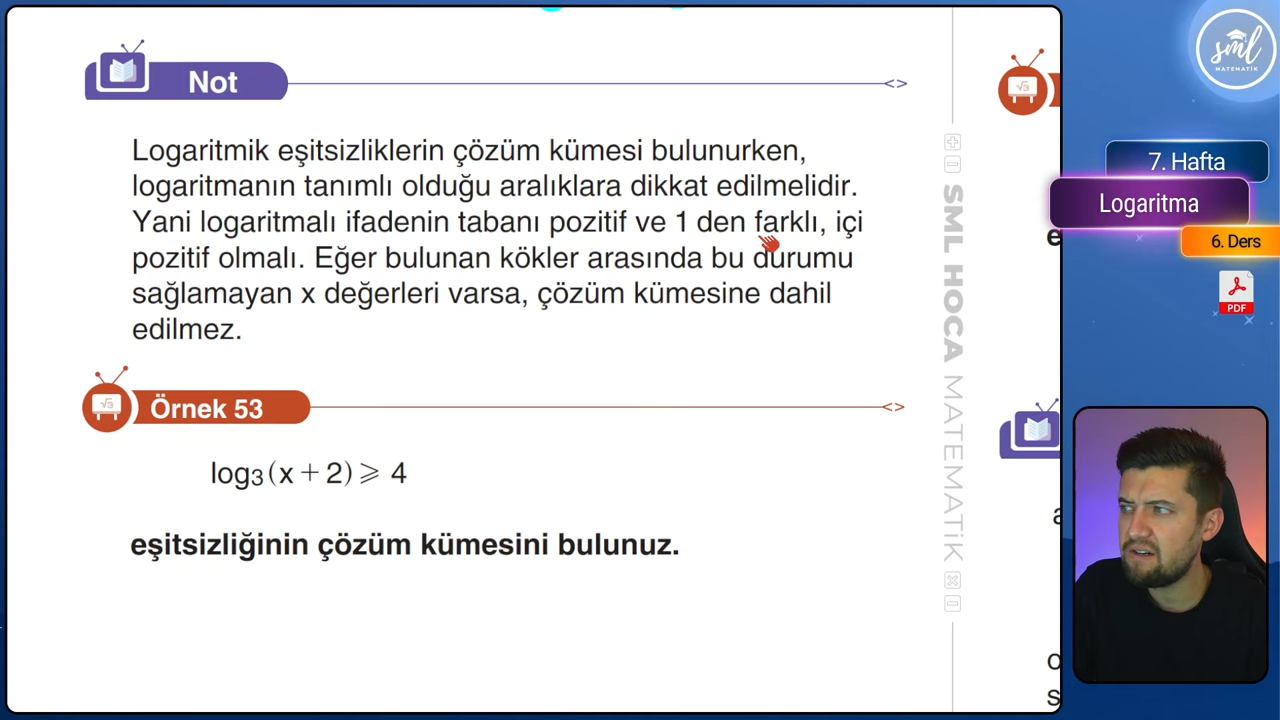 Not
Logaritmik eşitsizliklerin çözüm kümesi bulunurken,
logaritmanın tanımlı olduğu aralıklara dikkat edilmelidir.
Yani logaritmalı ifadenin tabanı pozitif ve 1 den farklı, içi
pozitif olmalı. Eğer bulunan kökler arasında bu durumu
sağlamayan x değerleri varsa, çözüm kümesine dahil
edilmez.
√3
Örnek 53
log₃(x + 2) ⩾ 4
eşitsizliğinin çözüm kümesini bulunuz.
SML HOCA MATEMATİK
√3
sml
MATEMATİK
7. Hafta
Logaritma
6. Ders
PDF